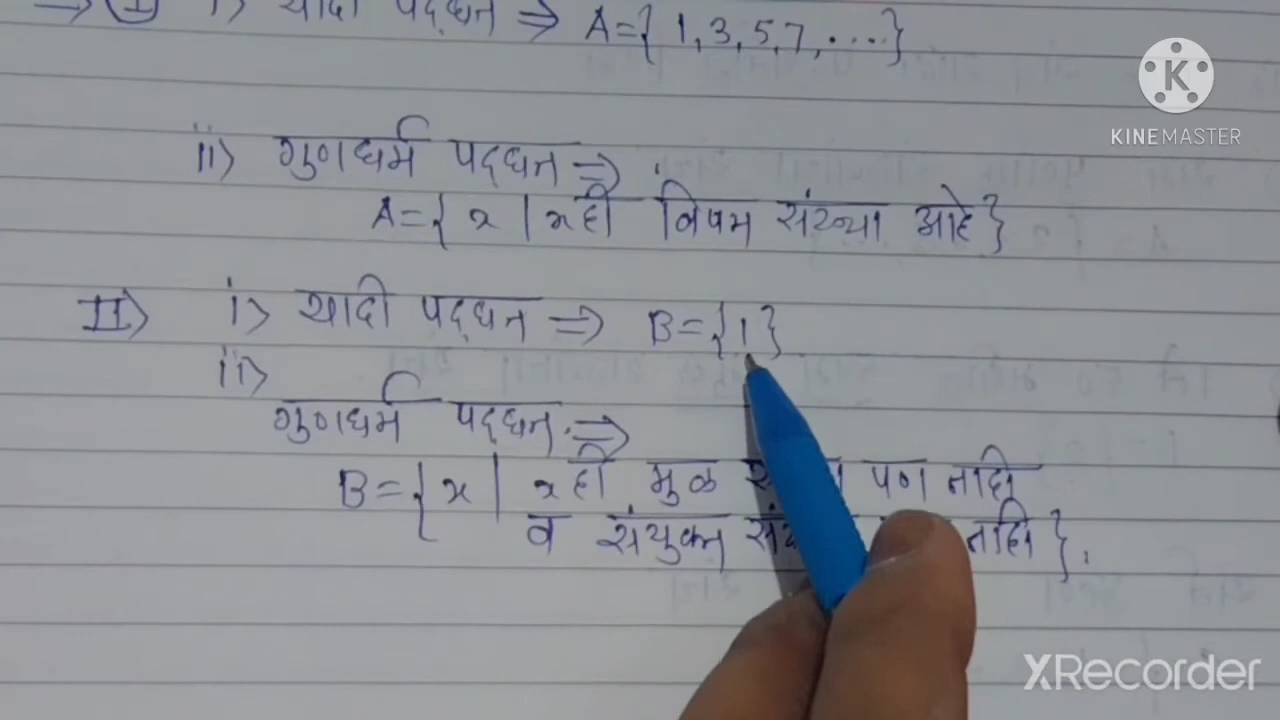 → I i) यादी पद्धत ⇒ A={ 1, 3, 5, 7, ....}
K
KINEMASTER
ii) गुणधर्म पद्धत ⇒
A={ x | x ही विषम संख्या आहे }
II) i) यादी पद्धत ⇒ B={1}
ii)
गुणधर्म पद्धत. ⇒
B={ x | x ही मुळ पण नाही
व संयुक्त नाही }.
XRecorder